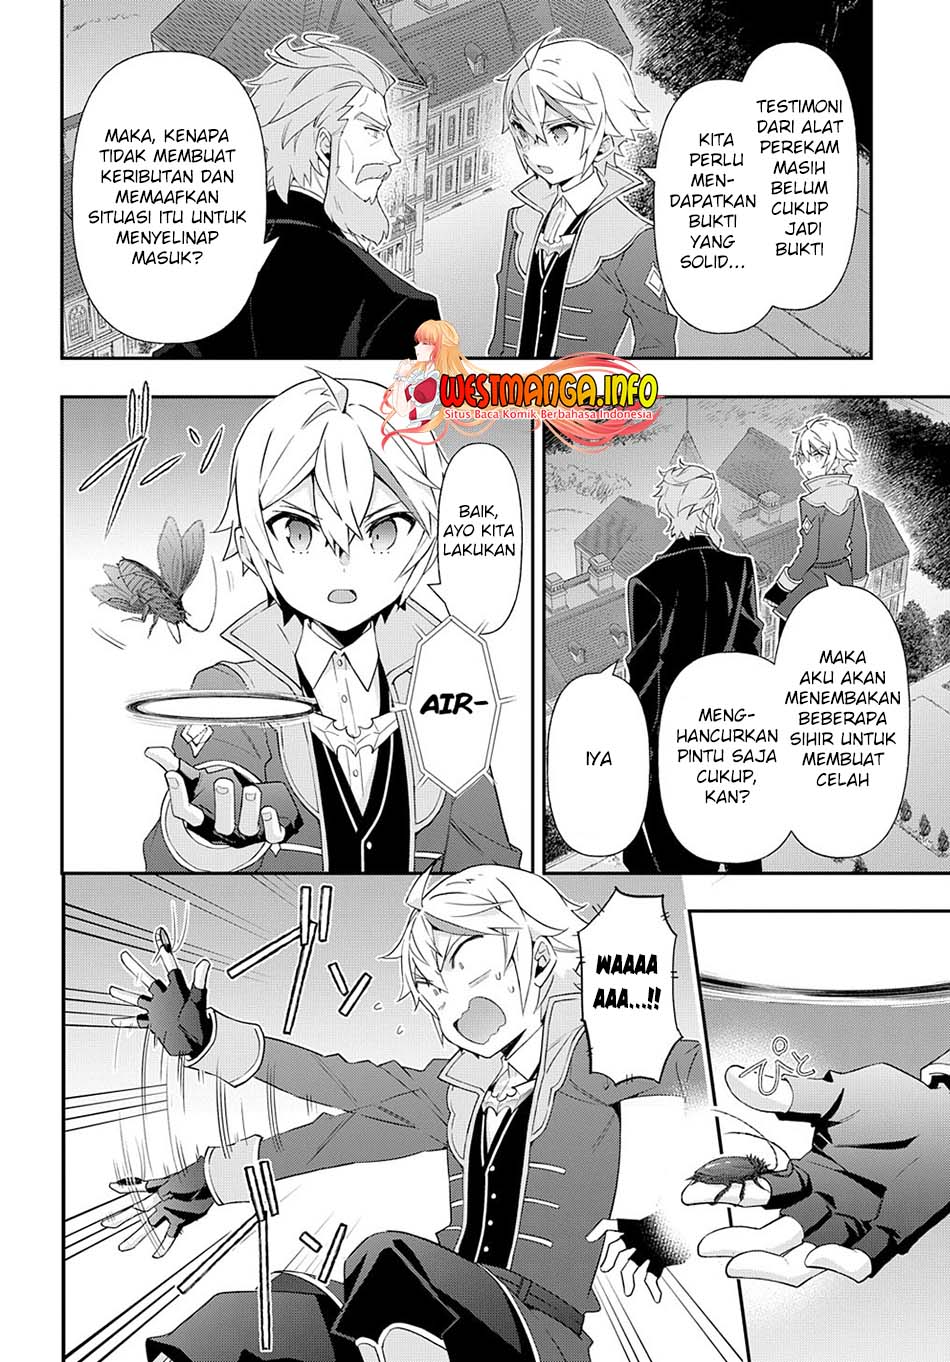 TESTIMONI
DARI ALAT
PEREKAM
MASIH
BELUM
CUKUP
JADI
BUKTI
KITA
PERLU
MEN-
DAPATKAN
BUKTI
YANG
SOLID...
MAKA, KENAPA
TIDAK MEMBUAT
KERIBUTAN DAN
MEMAAFKAN
SITUASI ITU UNTUK
MENYELINAP
MASUK?
WESTMANGA.INFO
Situs Baca Komik Berbahasa Indonesia
MAKA
AKU AKAN
MENEMBAKAN
BEBERAPA
SIHIR UNTUK
MEMBUAT
CELAH
MENG-
HANCURKAN
PINTU SAJA
CUKUP,
KAN?
IYA
BAIK,
AYO KITA
LAKUKAN
AIR-
ぴと
WAAAA
AAA...!!